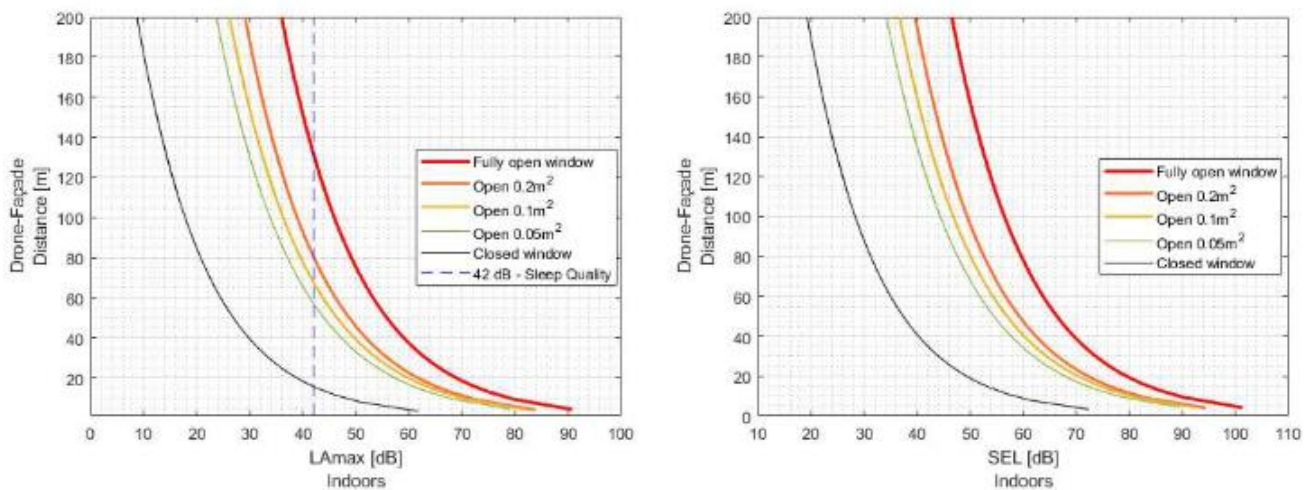 200
180
160
140
120
100
80
60
40
20
Drone-Façade
Distance [m]
0 10 20 30 40 50 60 70 80 90 100
LAmax [dB]
Indoors
Fully open window
Open 0.2m²
Open 0.1m²
Open 0.05m²
Closed window
42 dB - Sleep Quality
200
180
160
140
120
100
80
60
40
20
0
Drone-Façade
Distance [m]
10 20 30 40 50 60 70 80 90 100 110
SEL [dB]
Indoors
Fully open window
Open 0.2m²
Open 0.1m²
Open 0.05m²
Closed window